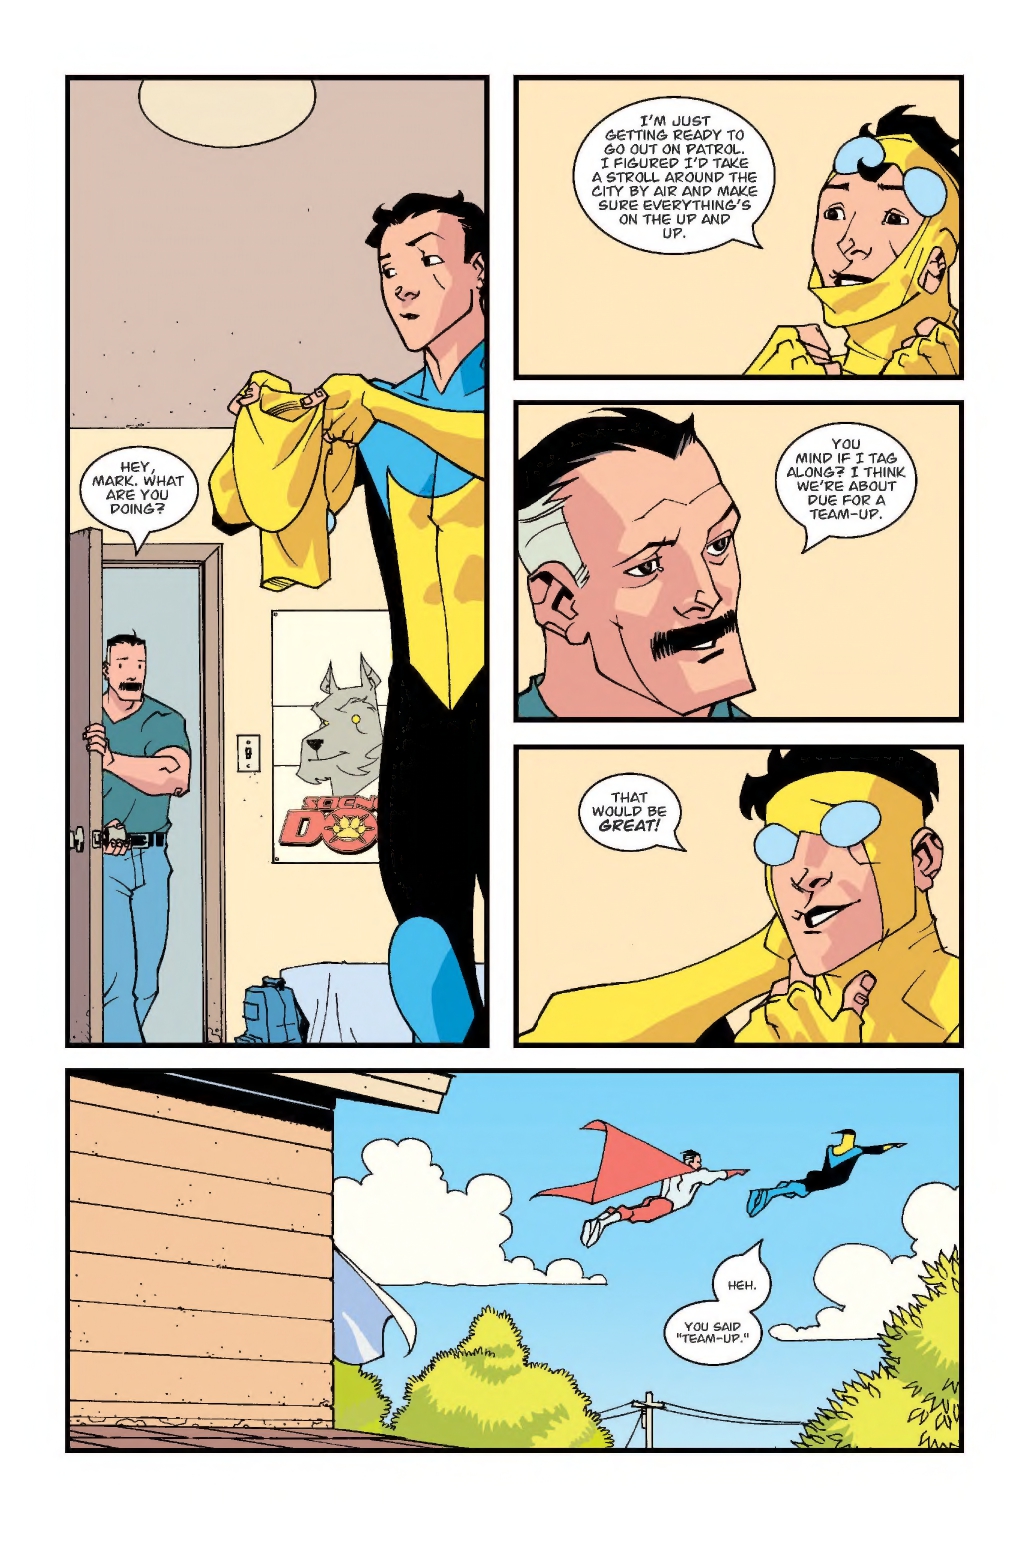 HEY,
MARK. WHAT
ARE YOU
DOING?
I'M JUST
GETTING READY TO
GO OUT ON PATROL.
I FIGURED I'D TAKE
A STROLL AROUND THE
CITY BY AIR AND MAKE
SURE EVERYTHING'S
ON THE UP AND
UP.
YOU
MIND IF I TAG
ALONG? I THINK
WE'RE ABOUT
DUE FOR A
TEAM-UP.
THAT
WOULD BE
GREAT!
HEH.
YOU SAID
"TEAM-UP."